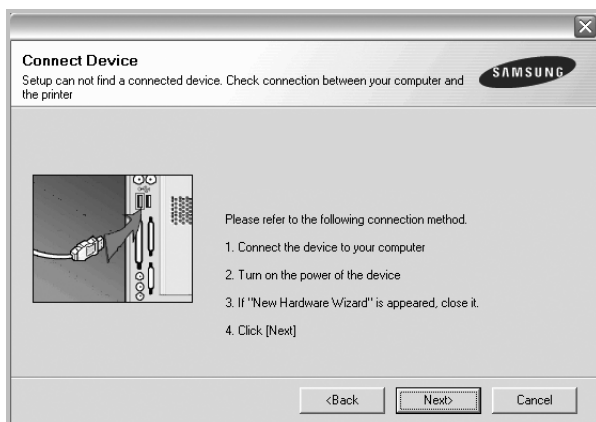 Connect Device
Setup can not find a connected device. Check connection between your computer and
the printer
SAMSUNG
Please refer to the following connection method.
1. Connect the device to your computer
2. Turn on the power of the device
3. If "New Hardware Wizard" is appeared, close it.
4. Click [Next]
<Back
Next>
Cancel